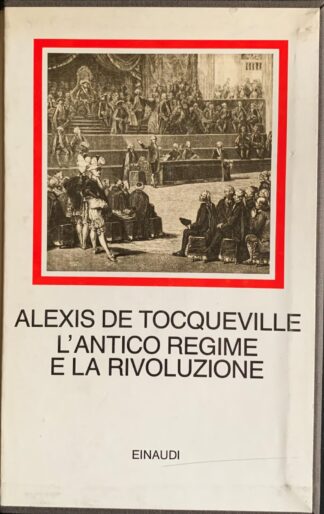 ALEXIS DE TOCQUEVILLE
L'ANTICO REGIME
E LA RIVOLUZIONE
EINAUDI